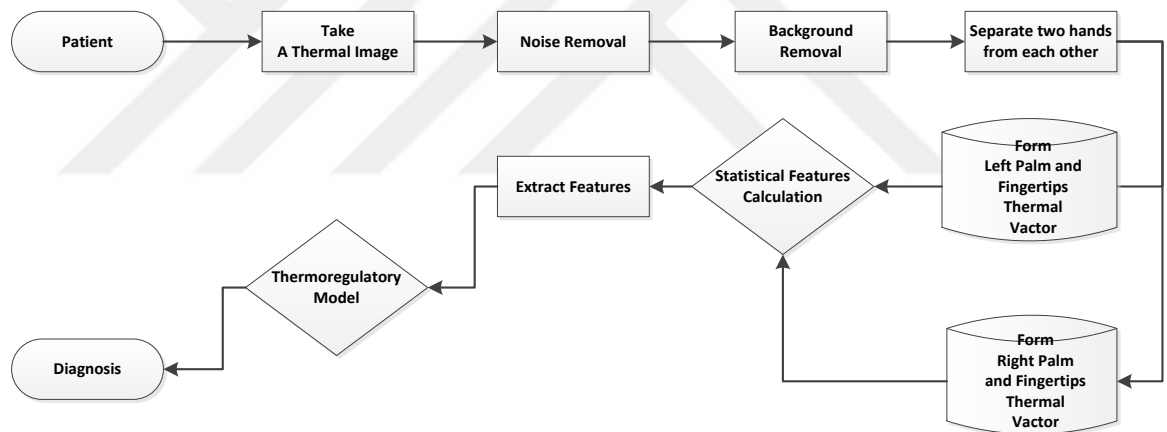 Patient
Take
A Thermal Image
Noise Removal
Background
Removal
Separate two hands
from each other
Form
Left Palm and
Fingertips
Thermal
Vactor
Statistical Features
Calculation
Extract Features
Thermoregulatory
Model
Diagnosis
Form
Right Palm
and Fingertips
Thermal
Vactor